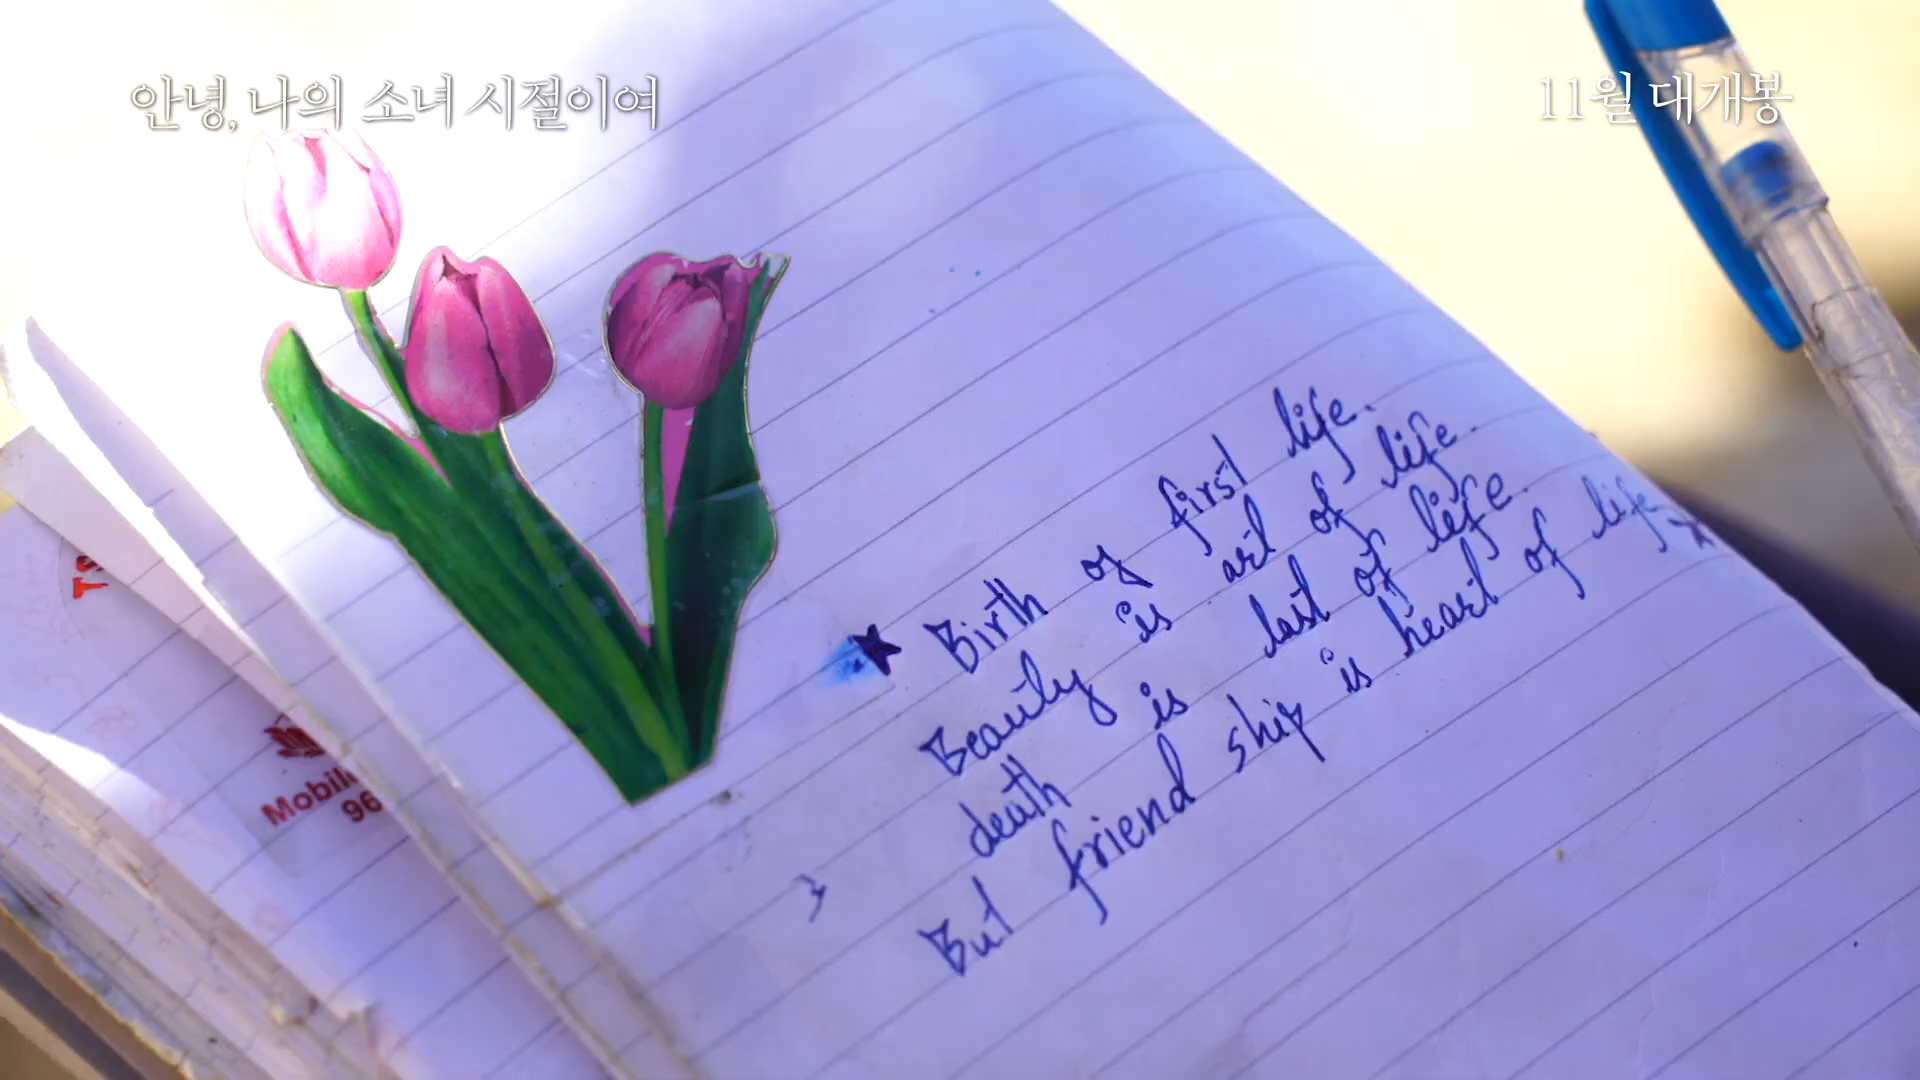 안녕, 나의 소녀 시절이여
11월 대개봉
Birth of first life.
Beauty is art of life.
death is last of life.
But friend ship is heart of life
Mobile
96